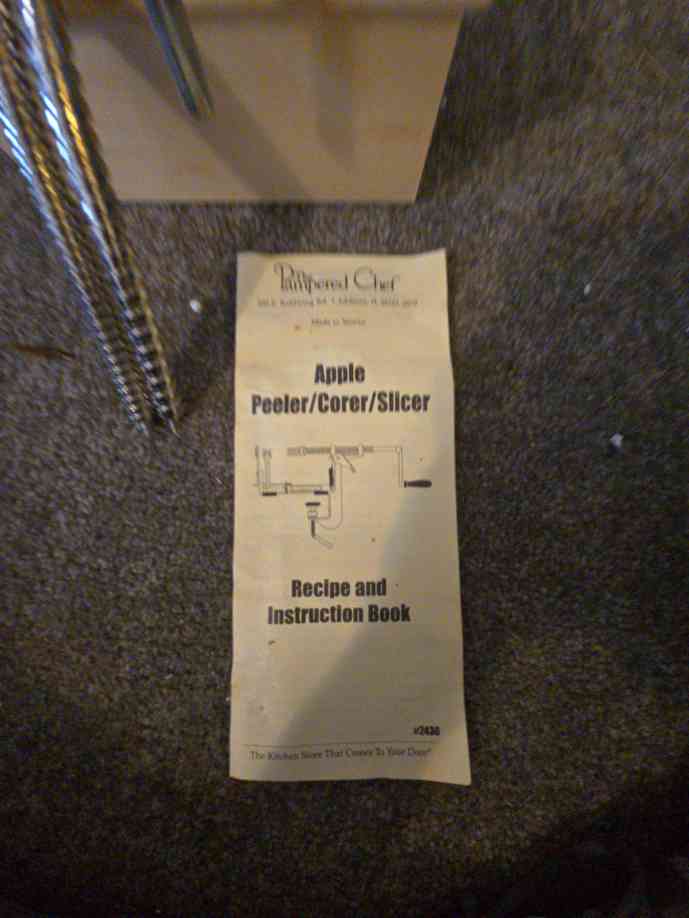 The
Pampered Chef
Apple
Peeler/Corer/Slicer
Recipe and
Instruction Book
#2430
The Kitchen Store That Comes To Your Door®